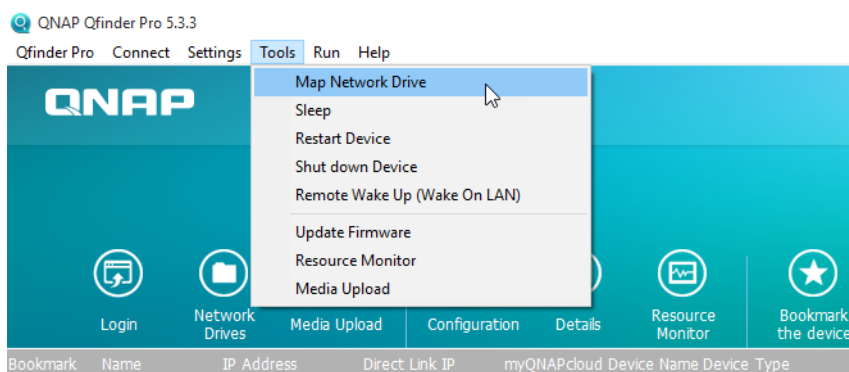 QNAP Qfinder Pro 5.3.3
Qfinder Pro Connect Settings Tools Run Help
QNAP
Map Network Drive
Sleep
Restart Device
Shut down Device
Remote Wake Up (Wake On LAN)
Update Firmware
Resource Monitor
Media Upload
Login
Network
Drives
Media Upload
Configuration
Details
Resource
Monitor
Bookmark
the device
Bookmark Name IP Address Direct Link IP myQNAPcloud Device Name Device Type